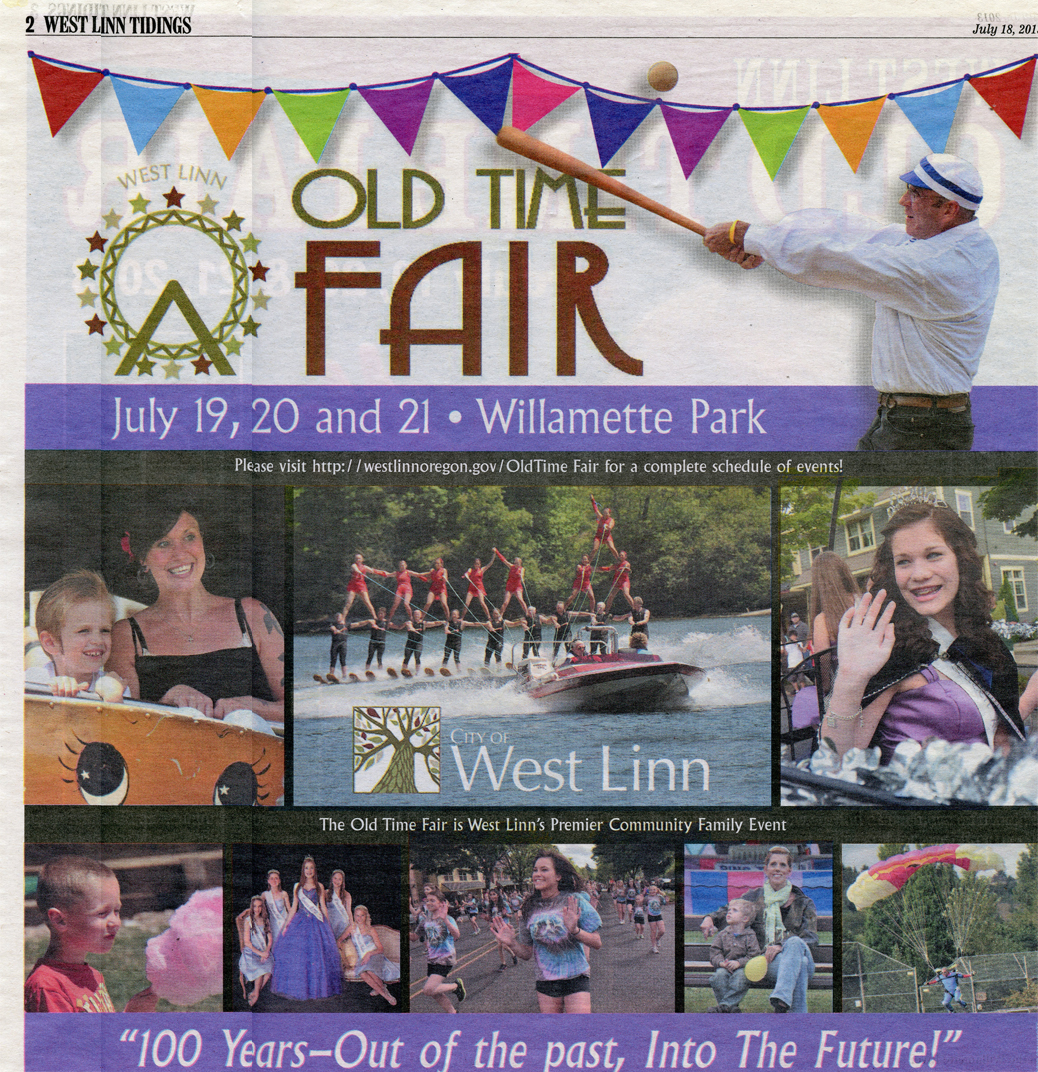 2 WEST LINN TIDINGS
July 18, 201
WEST LINN
OLD TIME
FAIR
July 19, 20 and 21 • Willamette Park
Please visit http://westlinnoregon.gov/OldTime Fair for a complete schedule of events!
CITY OF
West Linn
The Old Time Fair is West Linn's Premier Community Family Event
“100 Years–Out of the past, Into The Future!”